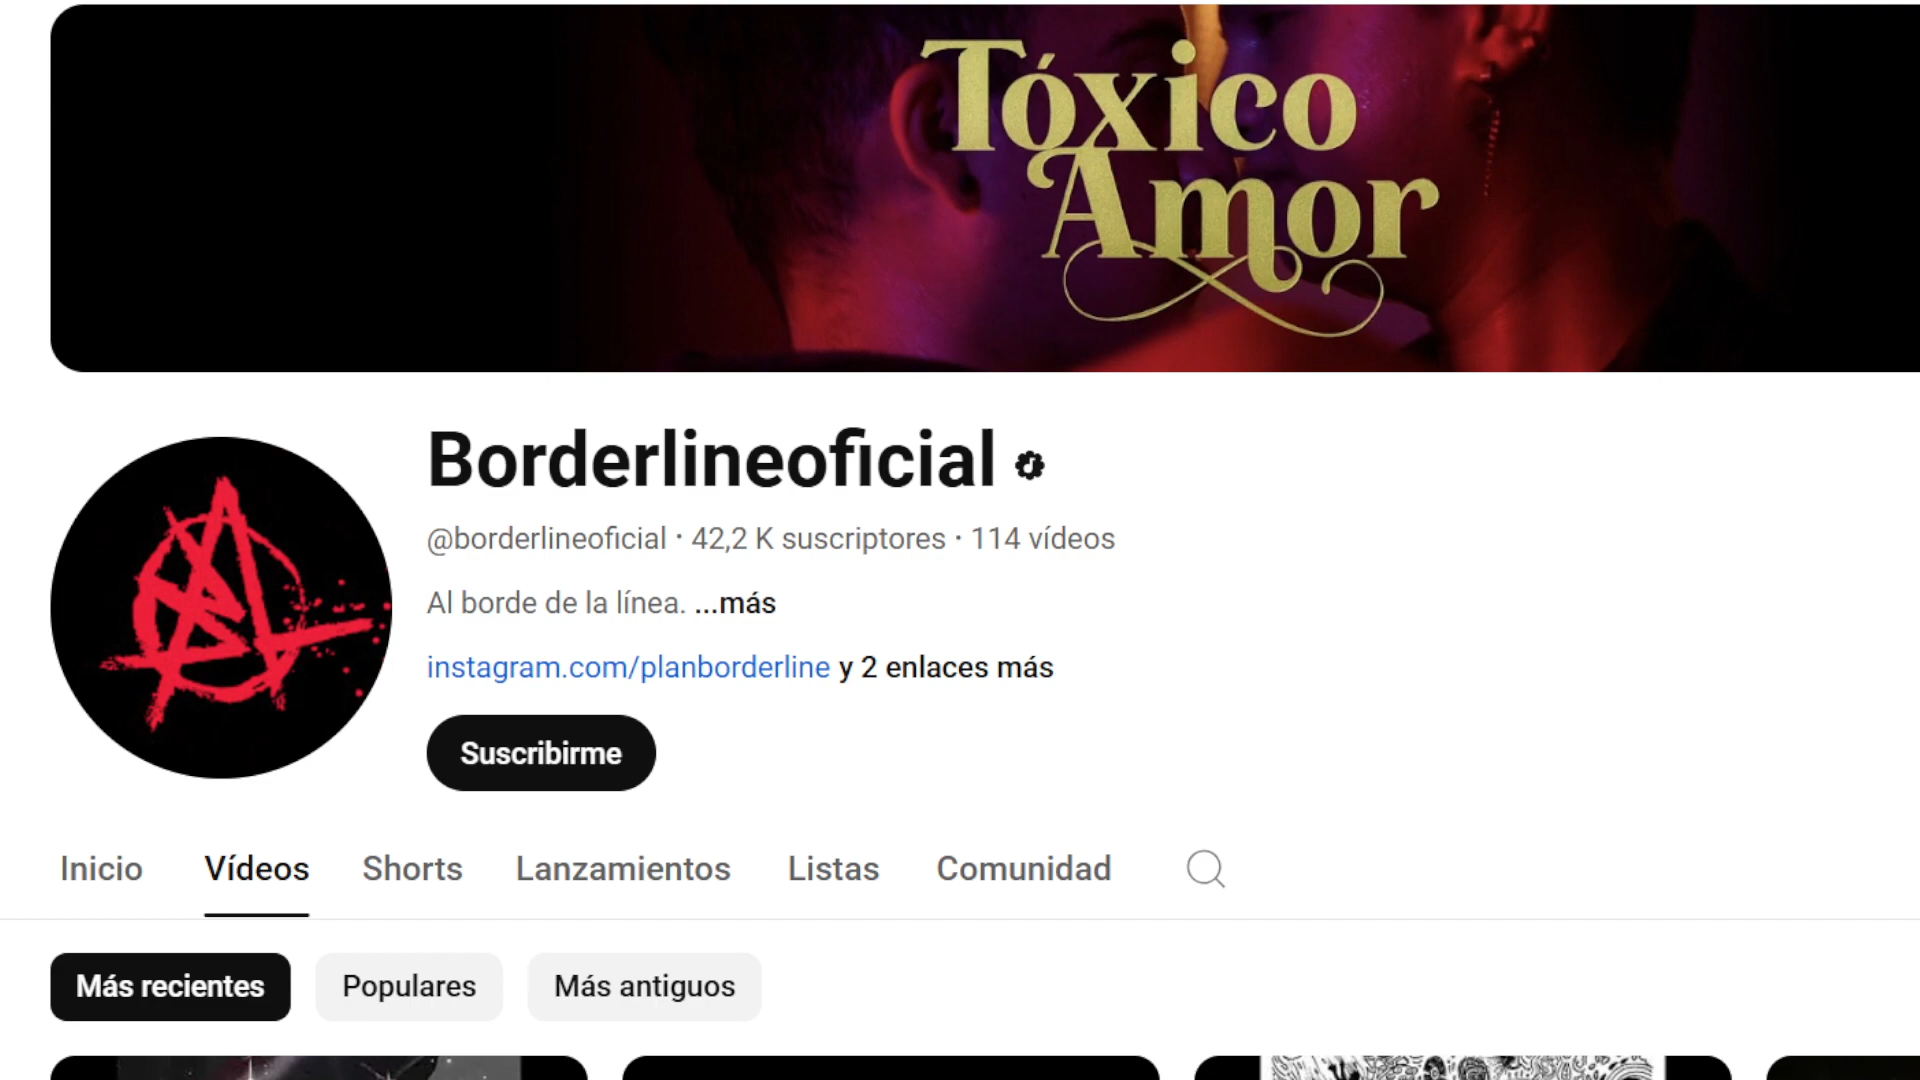 Tóxico
Amor
Borderlineoficial
@borderlineoficial · 42,2 K suscriptores · 114 vídeos
Al borde de la línea. ...más
instagram.com/planborderline y 2 enlaces más
Suscribirme
Inicio Vídeos Shorts Lanzamientos Listas Comunidad
Más recientes Populares Más antiguos